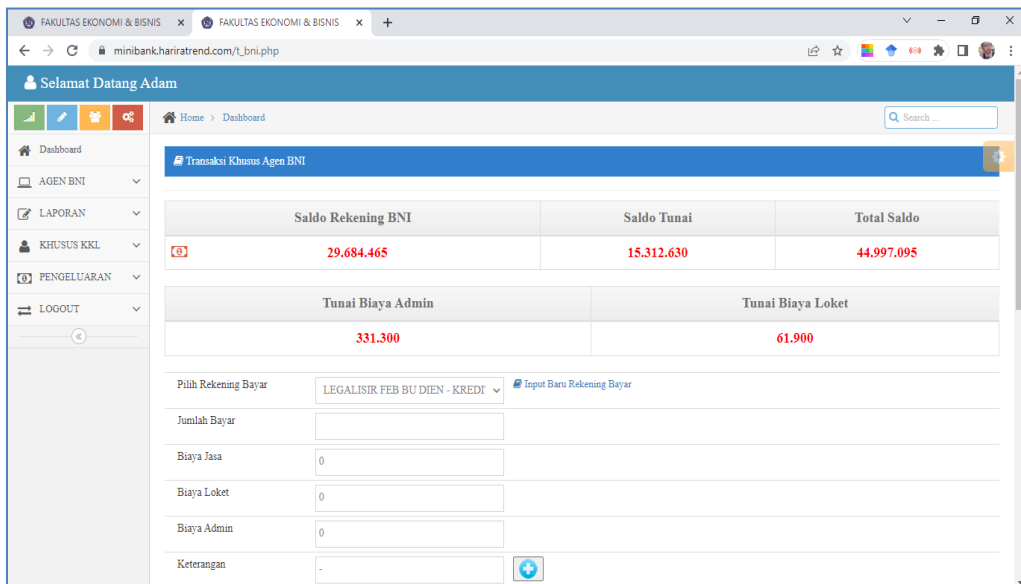 FAKULTAS EKONOMI & BISNIS FAKULTAS EKONOMI & BISNIS
minibank.hariratrend.com/t_bni.php
Selamat Datang Adam
Home > Dashboard Search ...
Dashboard
AGEN BNI
LAPORAN
KHUSUS KKL
PENGELUARAN
LOGOUT
Transaksi Khusus Agen BNI
Saldo Rekening BNI Saldo Tunai Total Saldo
29.684.465 15.312.630 44.997.095
Tunai Biaya Admin Tunai Biaya Loket
331.300 61.900
Pilih Rekening Bayar LEGALISIR FEB BU DIEN - KREDIT Input Baru Rekening Bayar
Jumlah Bayar
Biaya Jasa 0
Biaya Loket 0
Biaya Admin 0
Keterangan -